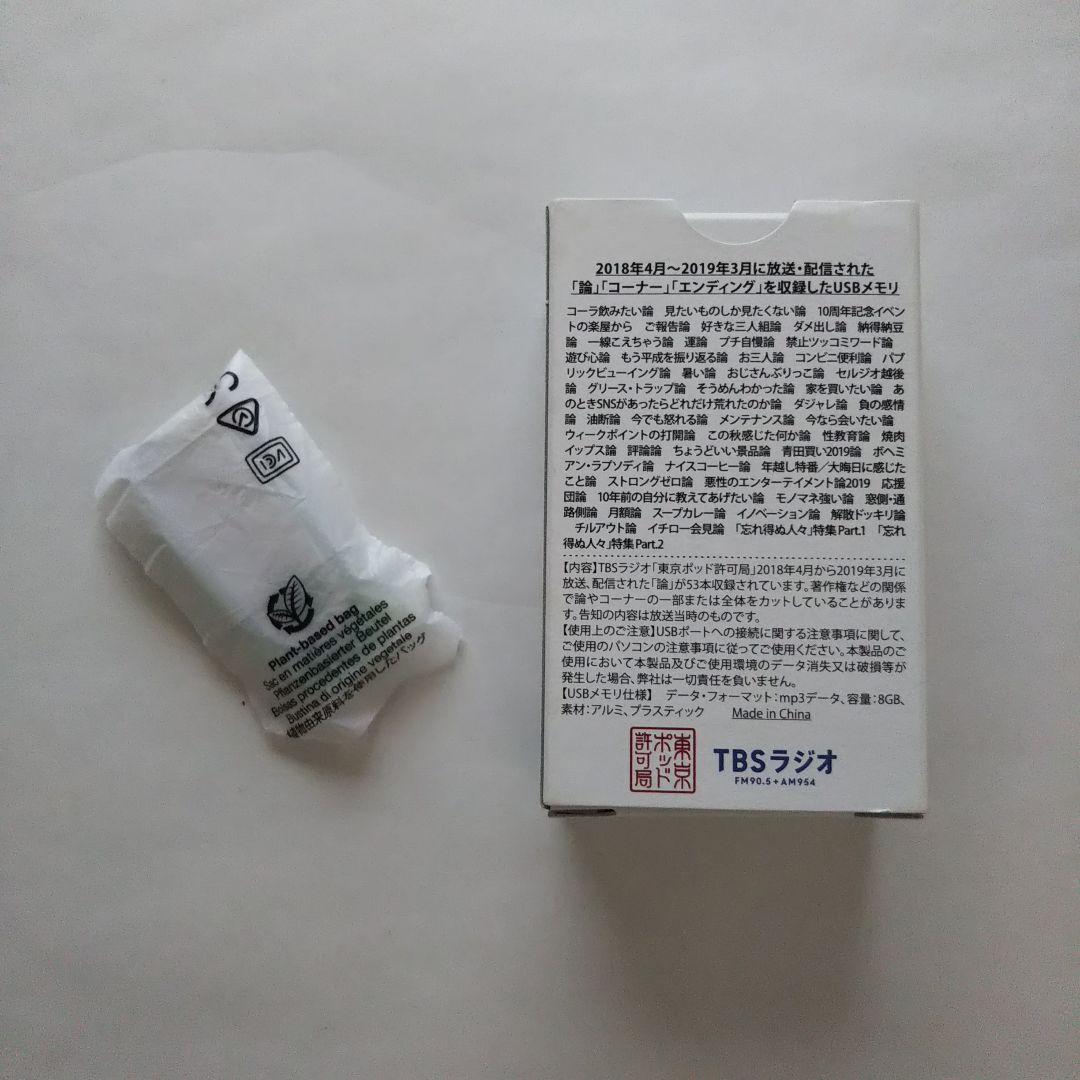 2018年4月～2019年3月に放送・配信された
「論」「コーナー」「エンディング」を収録したUSBメモリ
コーラ飲みたい論　見たいものしか見たくない論　10周年記念イベン
トの楽屋から　ご報告論　好きな三人組論　ダメ出し論　納得納豆
論　一線こえちゃう論　運論　プチ自慢論　禁止ツッコミワード論
遊び心論　もう平成を振り返る論　お三人論　コンビニ便利論　パブ
リックビューイング論　暑い論　おじさんぶりっこ論　セルジオ越後
論　グリース・トラップ論　そうめんわかった論　家を買いたい論　あ
のときSNSがあったらどれだけ荒れたのか論　ダジャレ論　負の感情
論　油断論　今でも怒れる論　メンテナンス論　今なら会いたい論
ウィークポイントの打開論　この秋感じた何か論　性教育論　焼肉
イップス論　評論論　ちょうどいい景品論　青田買い2019論　ボヘミ
アン・ラプソディ論　ナイスコーヒー論　年越し特番／大晦日に感じた
こと論　ストロングゼロ論　悪性のエンターテイメント論2019　応援
団論　10年前の自分に教えてあげたい論　モノマネ強い論　窓側・通
路側論　月額論　スープカレー論　イノベーション論　解散ドッキリ論
チルアウト論　イチロー会見論　「忘れ得ぬ人々」特集Part.1　「忘れ
得ぬ人々」特集Part.2
【内容】TBSラジオ「東京ポッド許可局」2018年4月から2019年3月に
放送、配信された「論」が53本収録されています。著作権などの関係
で論やコーナーの一部または全体をカットしていることがありま
す。告知の内容は放送当時のものです。
【使用上のご注意】USBポートへの接続に関する注意事項に関して、
ご使用のパソコンの注意事項に従ってご使用ください。本製品のご
使用において本製品及びご使用環境のデータ消失又は破損等が
発生した場合、弊社は一切責任を負いません。
【USBメモリ仕様】　データ・フォーマット：mp3データ、容量：8GB、
素材：アルミ、プラスティック　Made in China
東京ポッド許可局
TBSラジオ
FM90.5+AM954
Plant-based bag
Sac en matières végétales
Pflanzenbasierter Beutel
Bolsas procedentes de plantas
Bustina di origine vegetale
植物由来原料を使用したバッグ